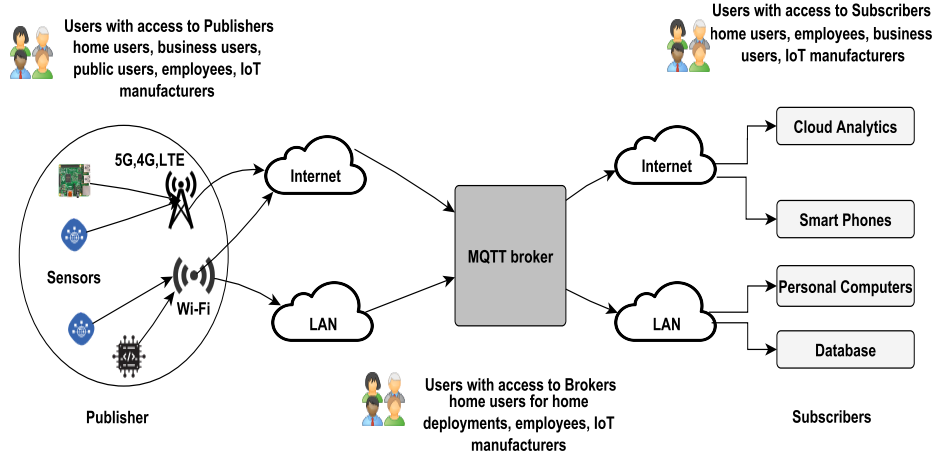 Users with access to Publishers
home users, business users,
public users, employees, IoT
manufacturers
Users with access to Subscribers
home users, employees, business
users, IoT manufacturers
5G,4G,LTE
Sensors
Wi-Fi
Publisher
Internet
LAN
MQTT broker
Users with access to Brokers
home users for home
deployments, employees, IoT
manufacturers
Internet
LAN
Cloud Analytics
Smart Phones
Personal Computers
Database
Subscribers